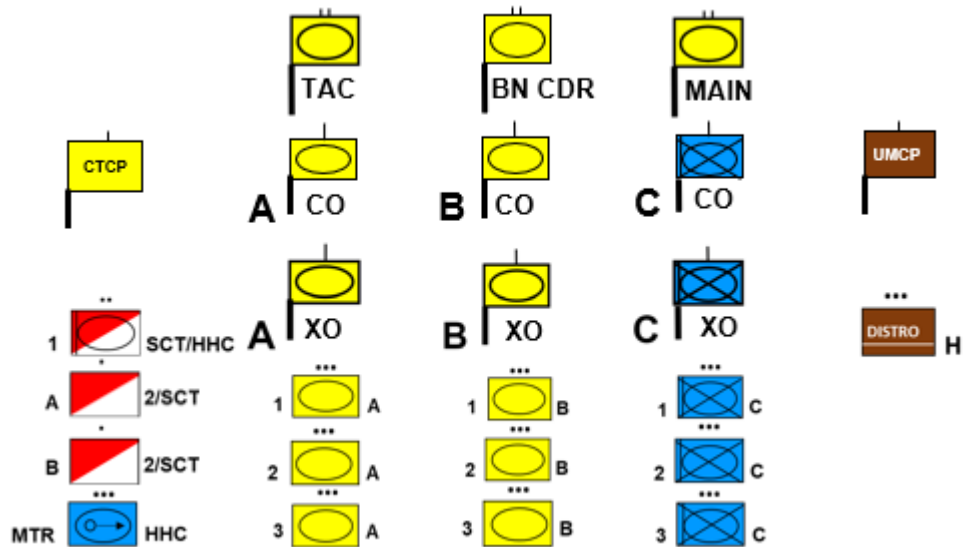 TAC
BN CDR
MAIN
CTCP
A CO
B CO
C CO
UMCP
A XO
B XO
C XO
1 SCT/HHC
DISTRO H
A 2/SCT
1 A
1 B
1 C
B 2/SCT
2 A
2 B
2 C
MTR HHC
3 A
3 B
3 C